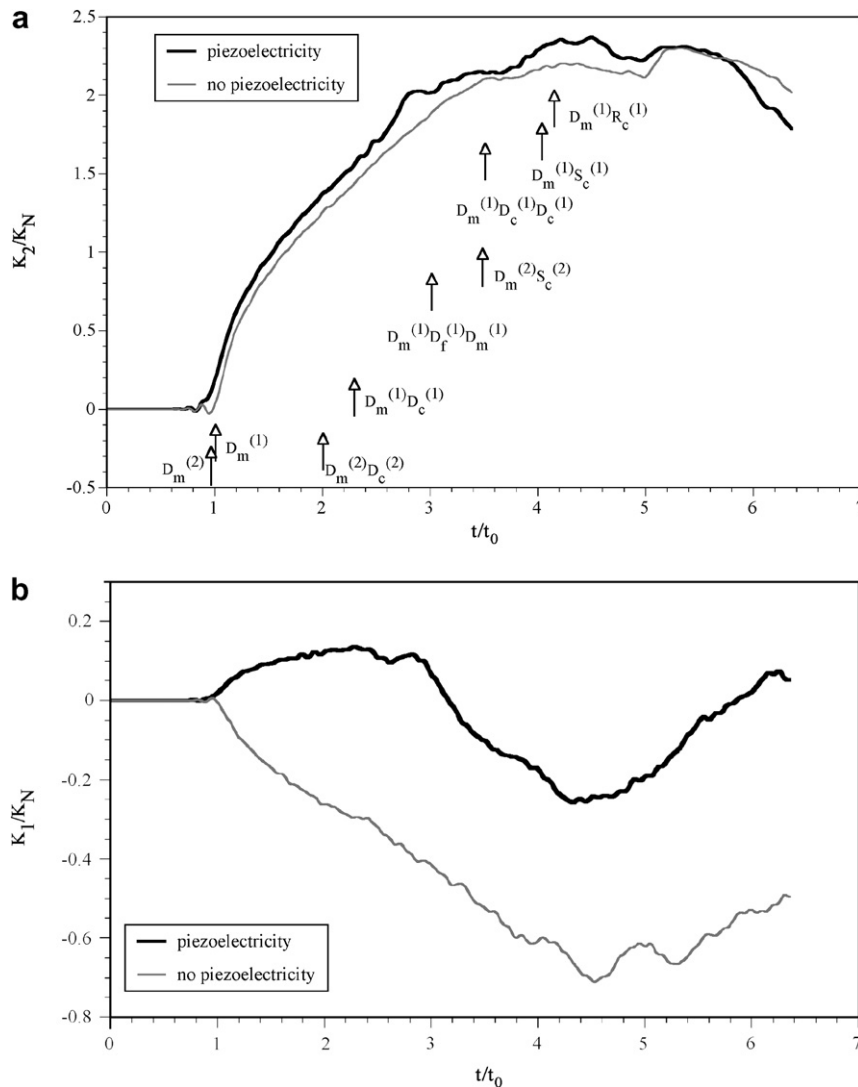 a
2.5
piezoelectricity
no piezoelectricity
2
D_m^(1)R_c^(1)
1.5
D_m^(1)S_c^(1)
D_m^(1)D_c^(1)D_c^(1)
K_2/K_N
1
D_m^(2)S_c^(2)
D_m^(1)D_f^(1)D_m^(1)
0.5
D_m^(1)D_c^(1)
0
D_m^(1)
D_m^(2)
D_m^(2)D_c^(2)
-0.5
0 1 2 3 4 5 6 7
t/t_0
b
0.2
0
-0.2
K_1/K_N
-0.4
-0.6
piezoelectricity
no piezoelectricity
-0.8
0 1 2 3 4 5 6 7
t/t_0